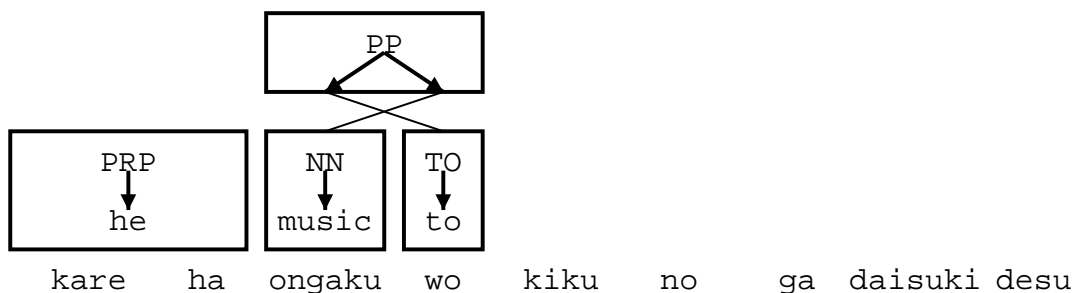 PP
PRP NN TO
he music to
kare ha ongaku wo kiku no ga daisuki desu